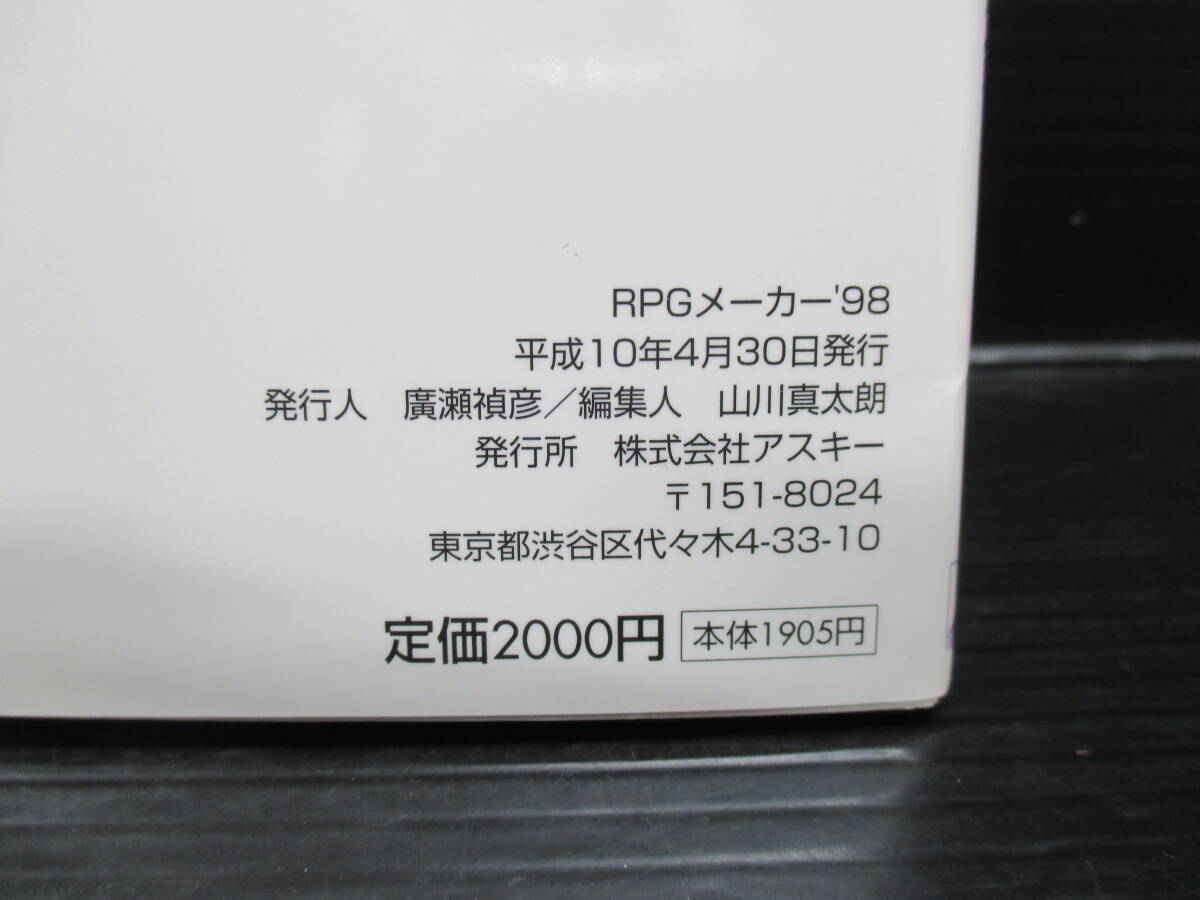 RPGメーカー'98
平成10年4月30日発行
発行人　廣瀬禎彦／編集人　山川真太朗
発行所　株式会社アスキー
〒151-8024
東京都渋谷区代々木4-33-10
定価2000円 本体1905円